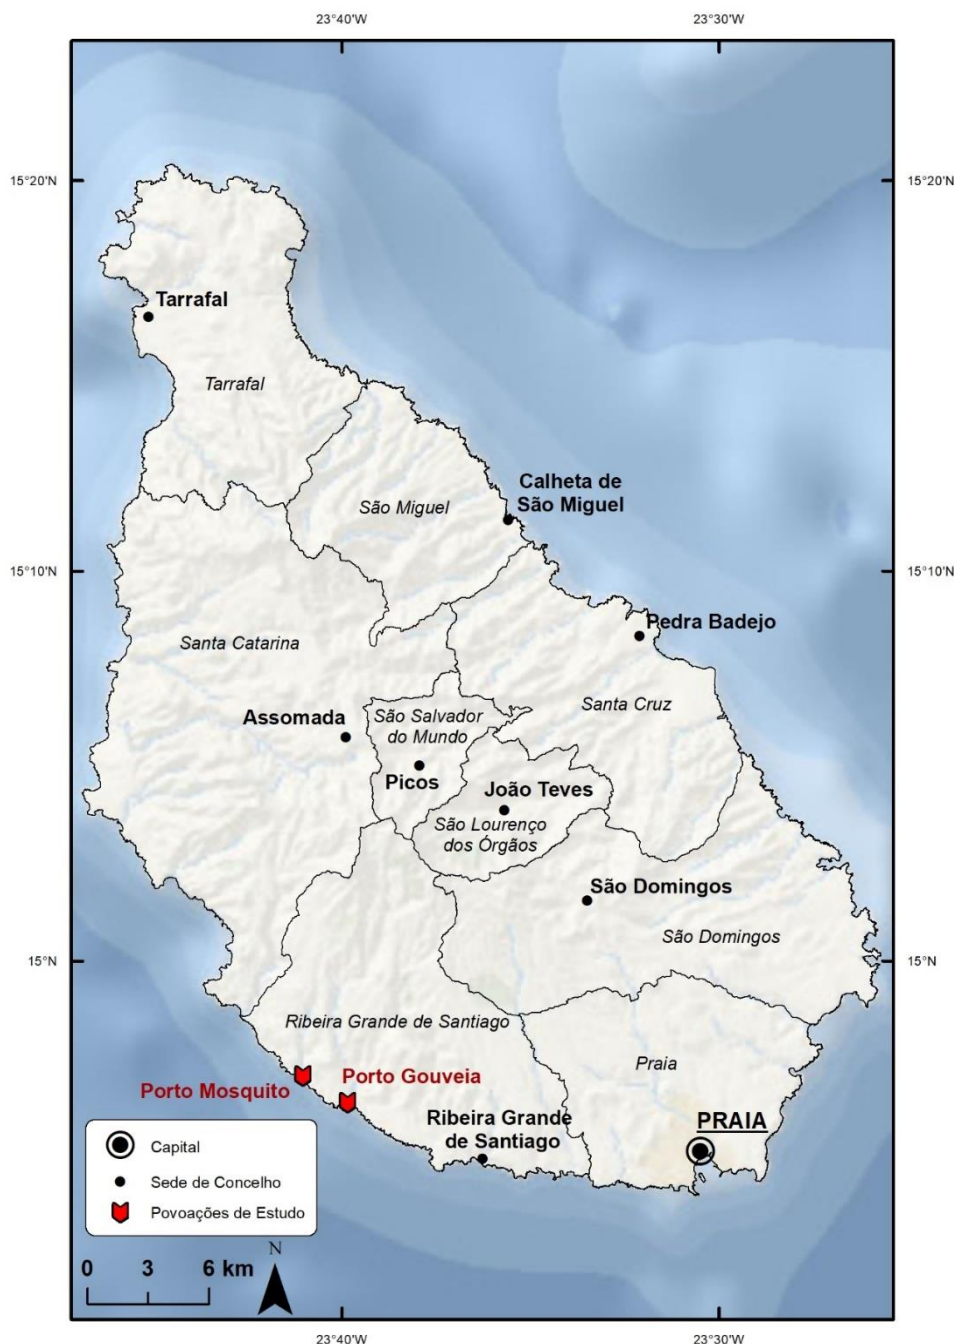 23°40'W
23°30'W
15°20'N
15°20'N
Tarrafal
Tarrafal
Calheta de
São Miguel
São Miguel
15°10'N
15°10'N
Pedra Badejo
Santa Catarina
Santa Cruz
São Salvador
do Mundo
Assomada
Picos
João Teves
São Lourenço
dos Órgãos
São Domingos
São Domingos
15°N
15°N
Ribeira Grande de Santiago
Praia
Porto Mosquito
Porto Gouveia
Ribeira Grande
de Santiago
PRAIA
Capital
Sede de Concelho
Povoações de Estudo
N
0 3 6 km
23°40'W
23°30'W